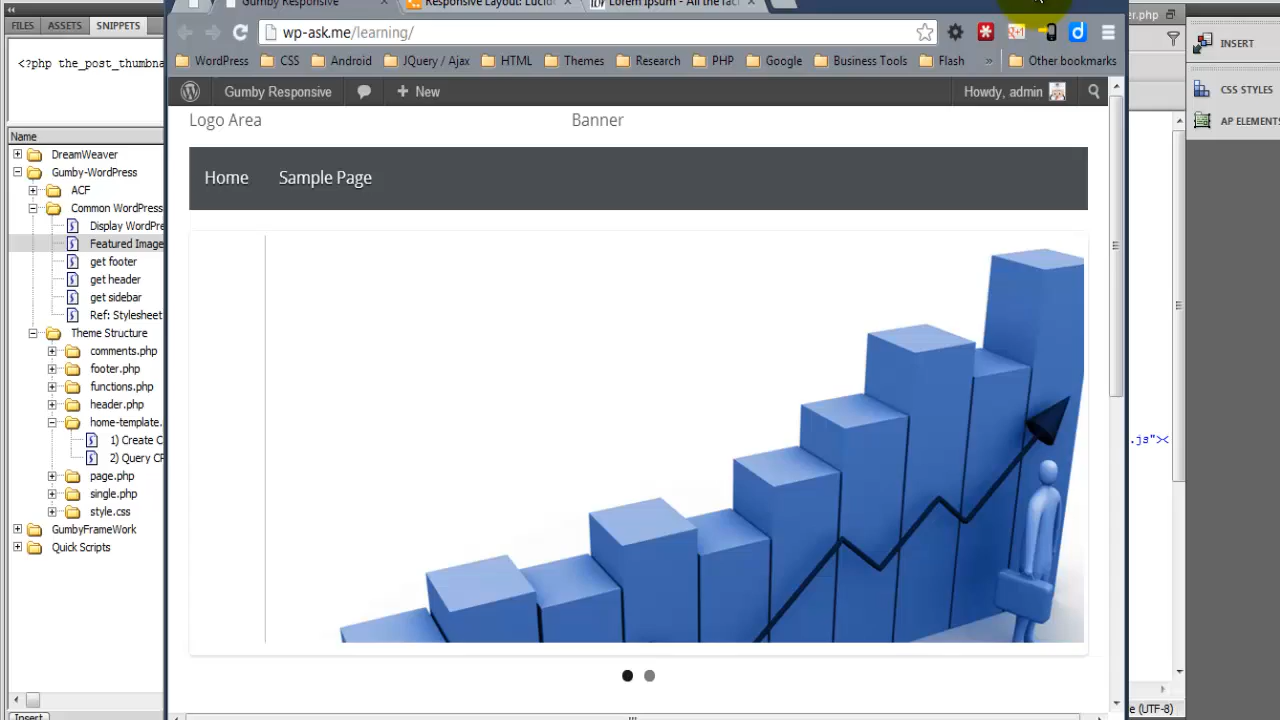 Gumby Responsive
Responsive Layout: Lucid
Lorem Ipsum - All the fact
er.php
FILES
ASSETS
SNIPPETS
wp-ask.me/learning/
INSERT
<?php the_post_thumbna
WordPress
CSS
Android
JQuery / Ajax
HTML
Themes
Research
PHP
Google
Business Tools
Flash
»
Other bookmarks
CSS STYLES
Gumby Responsive
+ New
Howdy, admin
AP ELEMENTS
Logo Area
Banner
Name
DreamWeaver
Gumby-WordPress
ACF
Common WordPress
Display WordPre
Featured Image
get footer
get header
get sidebar
Ref: Stylesheet
Theme Structure
comments.php
footer.php
functions.php
header.php
home-template.
1) Create C
2) Query CP
page.php
single.php
style.css
GumbyFrameWork
Quick Scripts
Home
Sample Page
.js"><
Insert
e (UTF-8)